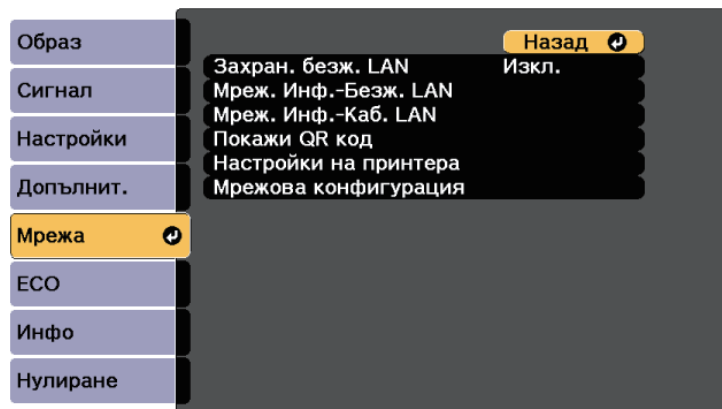 Образ
Сигнал
Настройки
Допълнит.
Мрежа
ECO
Инфо
Нулиране
Назад
Захран. безж. LAN Изкл.
Мреж. Инф.-Безж. LAN
Мреж. Инф.-Каб. LAN
Покажи QR код
Настройки на принтера
Мрежова конфигурация